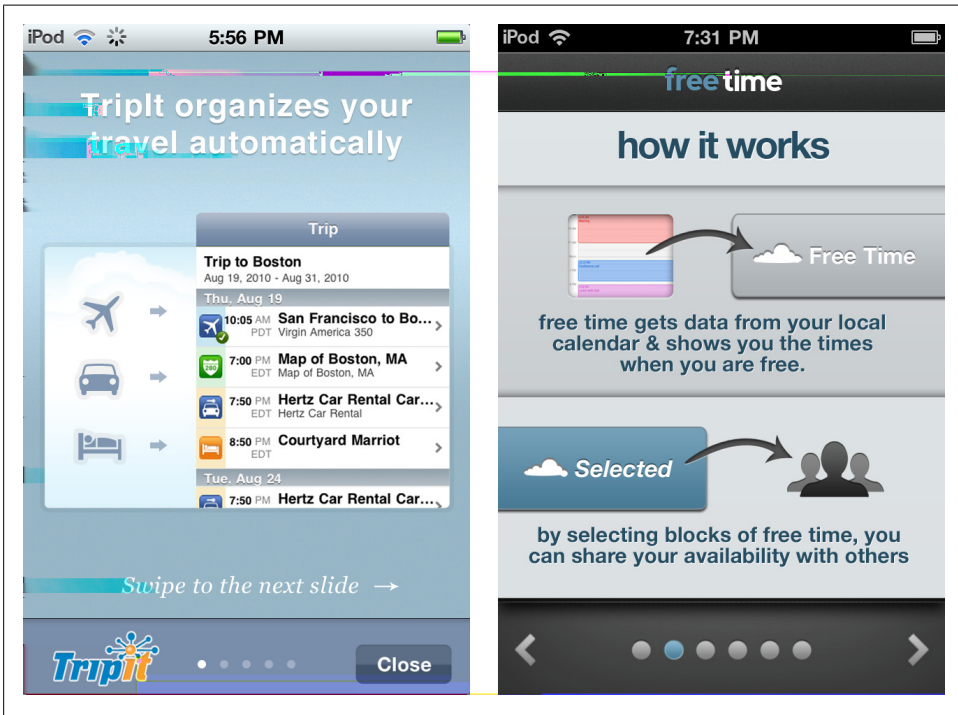 iPod 5:56 PM
TripIt organizes your
travel automatically
Trip
Trip to Boston
Aug 19, 2010 - Aug 31, 2010
Thu, Aug 19
10:05 AM San Francisco to Bo...
PDT Virgin America 350
280
7:00 PM Map of Boston, MA
EDT Map of Boston, MA
7:50 PM Hertz Car Rental Car...
EDT Hertz Car Rental
8:50 PM Courtyard Marriot
EDT
Tue, Aug 24
7:50 PM Hertz Car Rental Car...
Swipe to the next slide →
TripIt
Close
iPod 7:31 PM
free time
how it works
Free Time
free time gets data from your local
calendar & shows you the times
when you are free.
Selected
by selecting blocks of free time, you
can share your availability with others